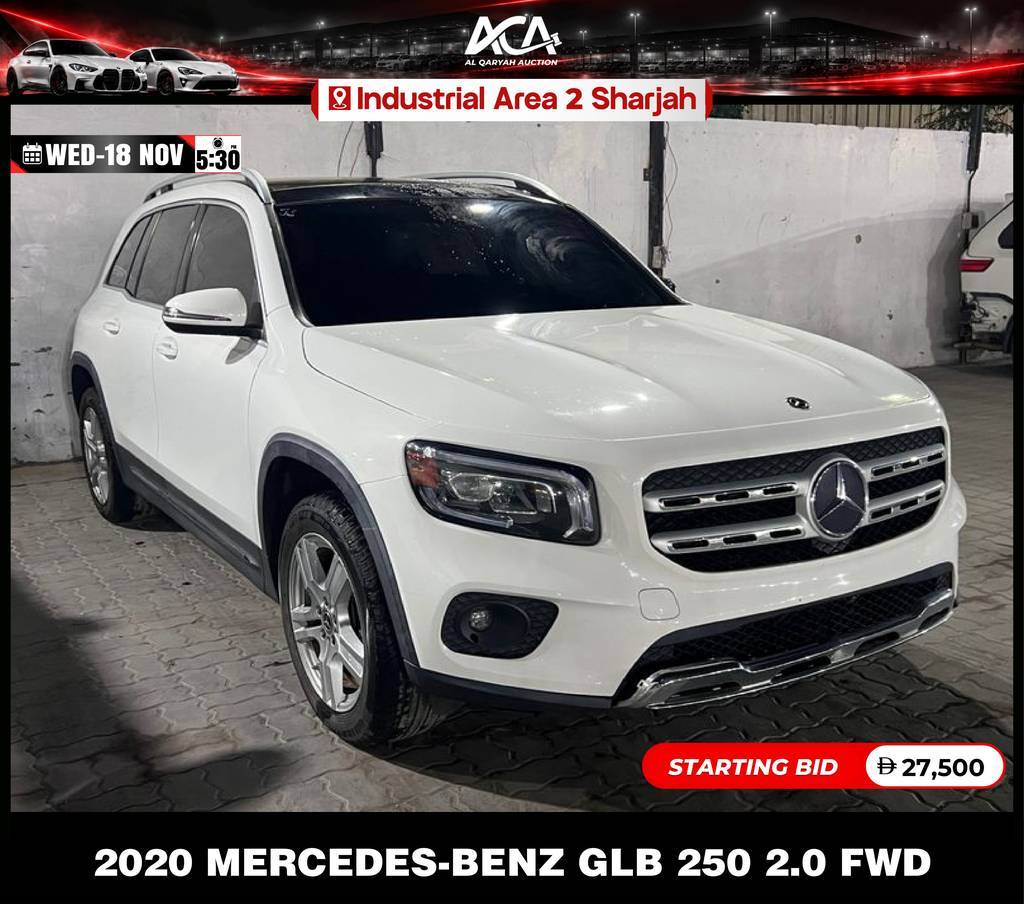 ACA
AL QARYAH AUCTION
Industrial Area 2 Sharjah
WED-18 NOV 5:30 PM
STARTING BID 27,500
2020 MERCEDES-BENZ GLB 250 2.0 FWD